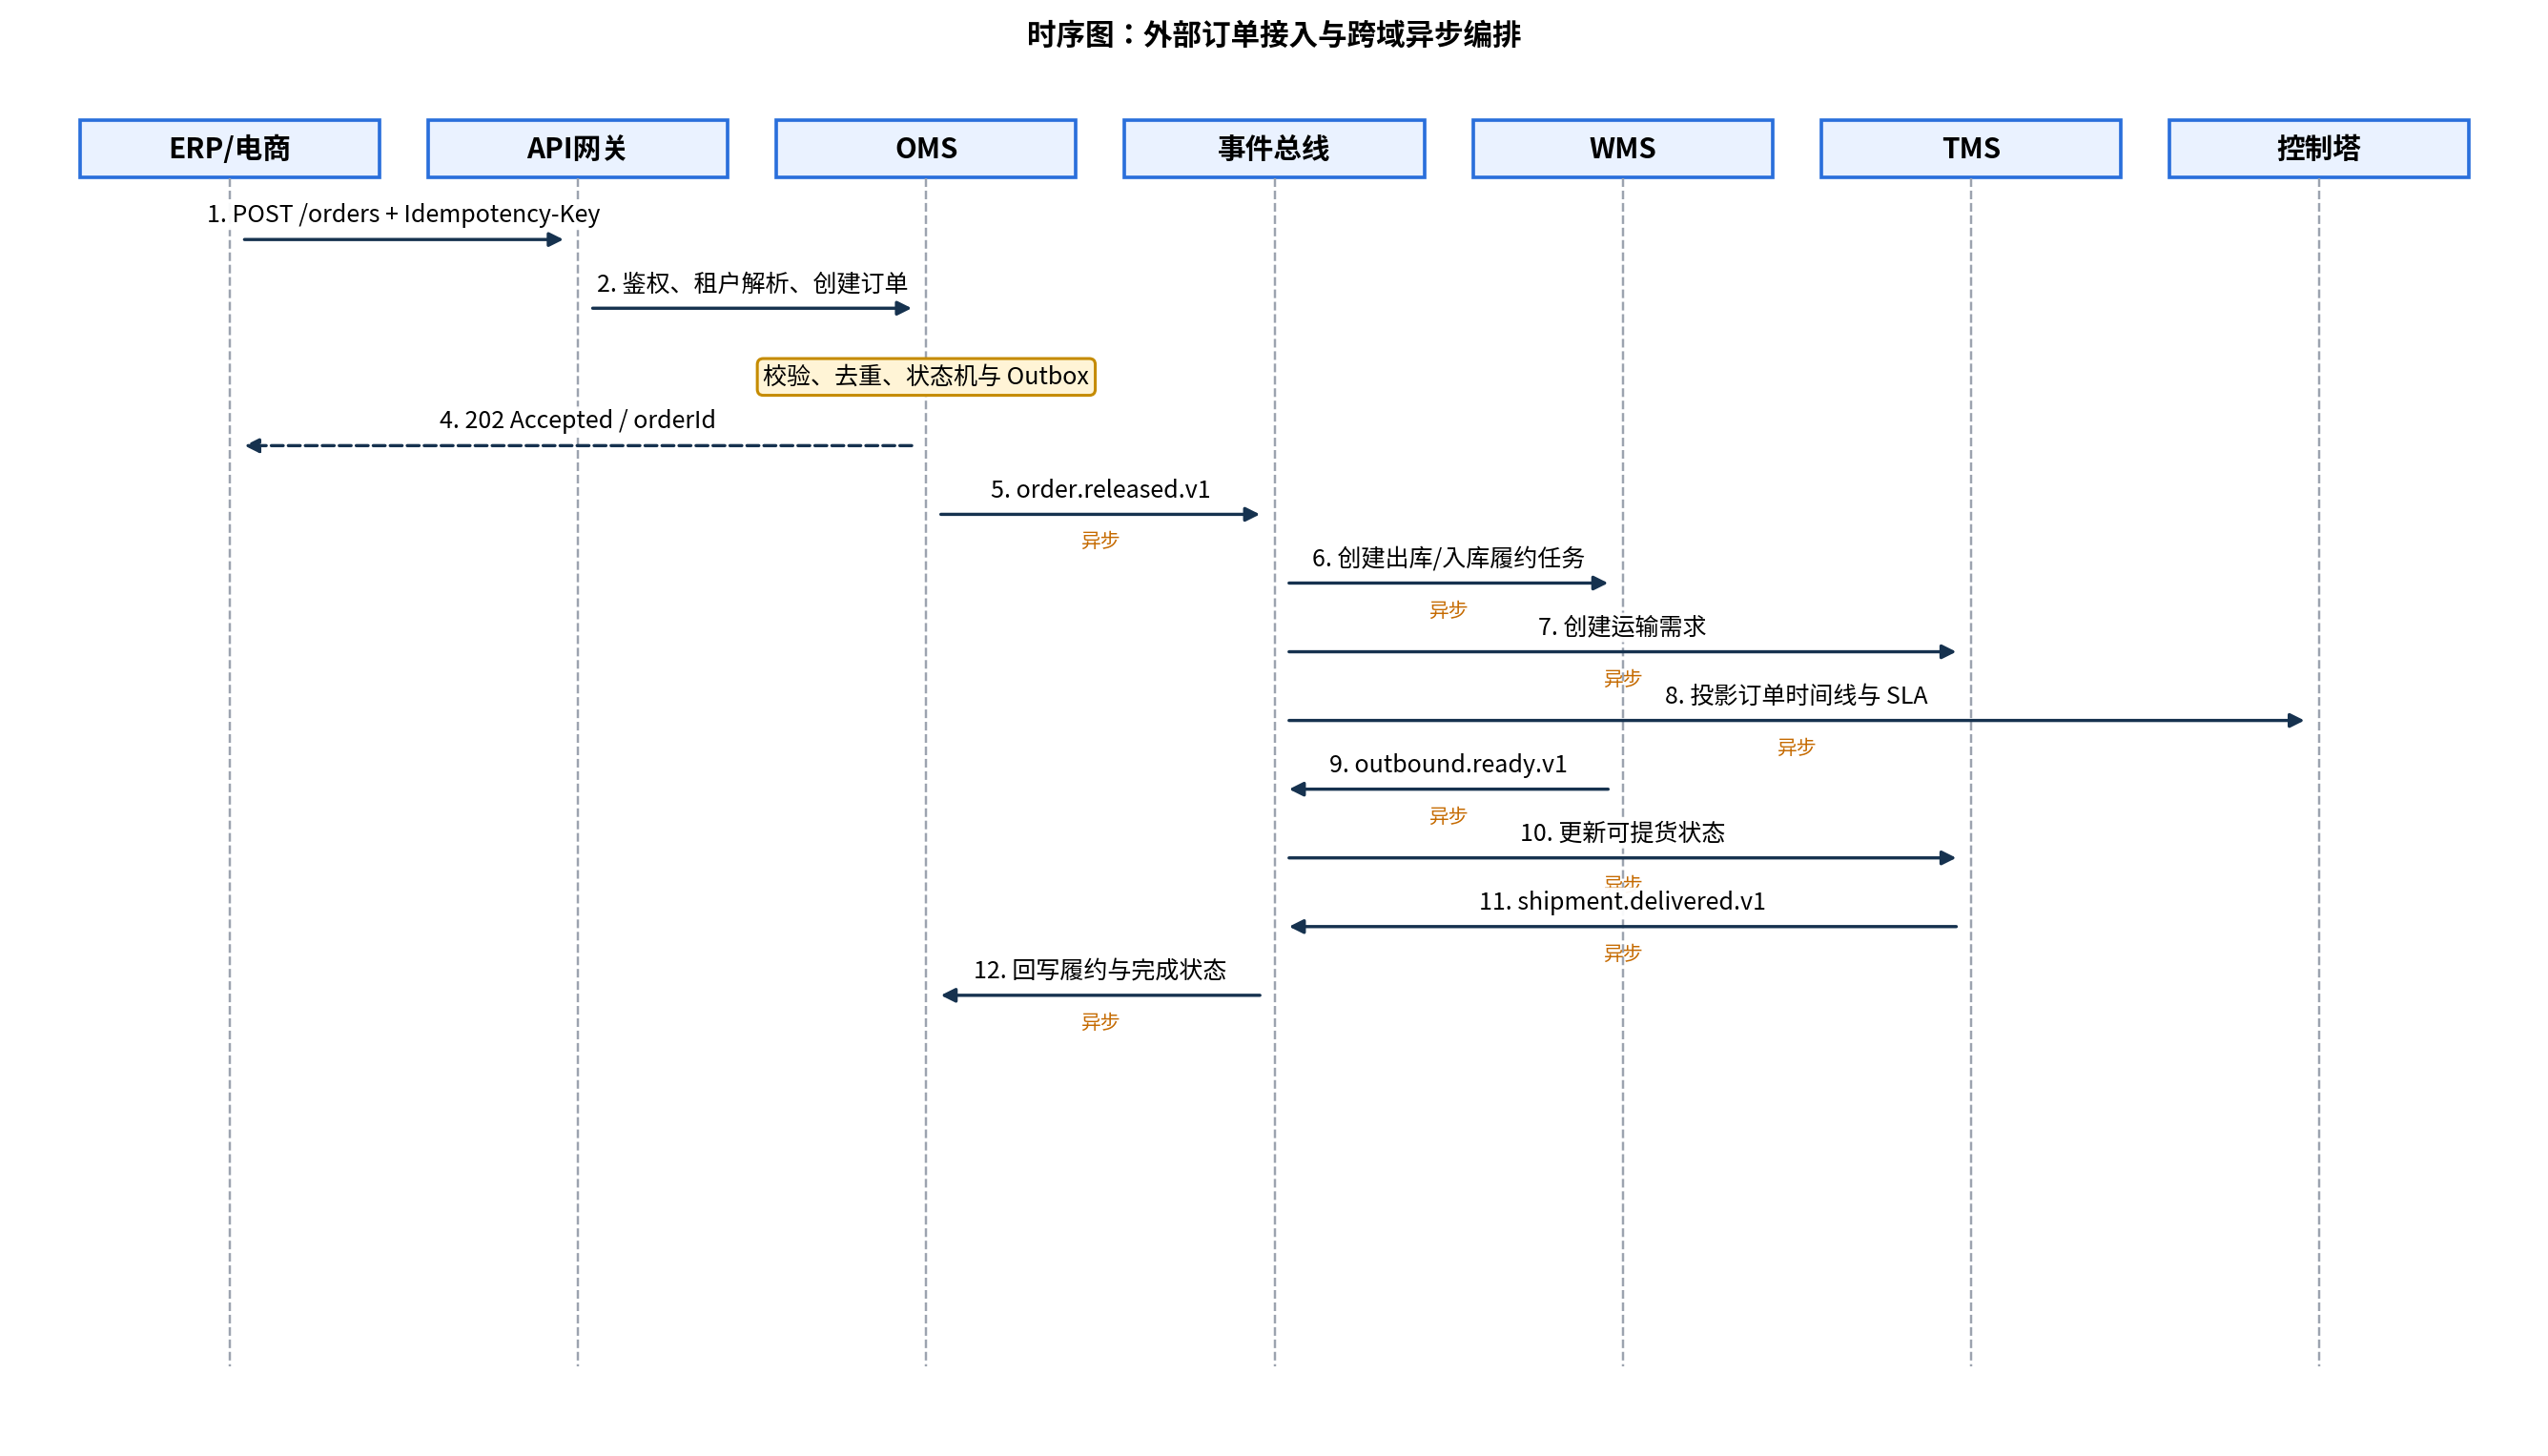 时序图：外部订单接入与跨域异步编排
ERP/电商
API网关
OMS
事件总线
WMS
TMS
控制塔
1. POST /orders + Idempotency-Key
2. 鉴权、租户解析、创建订单
校验、去重、状态机与 Outbox
4. 202 Accepted / orderId
5. order.released.v1
异步
6. 创建出库/入库履约任务
异步
7. 创建运输需求
异步
8. 投影订单时间线与 SLA
异步
9. outbound.ready.v1
异步
10. 更新可提货状态
异步
11. shipment.delivered.v1
异步
12. 回写履约与完成状态
异步